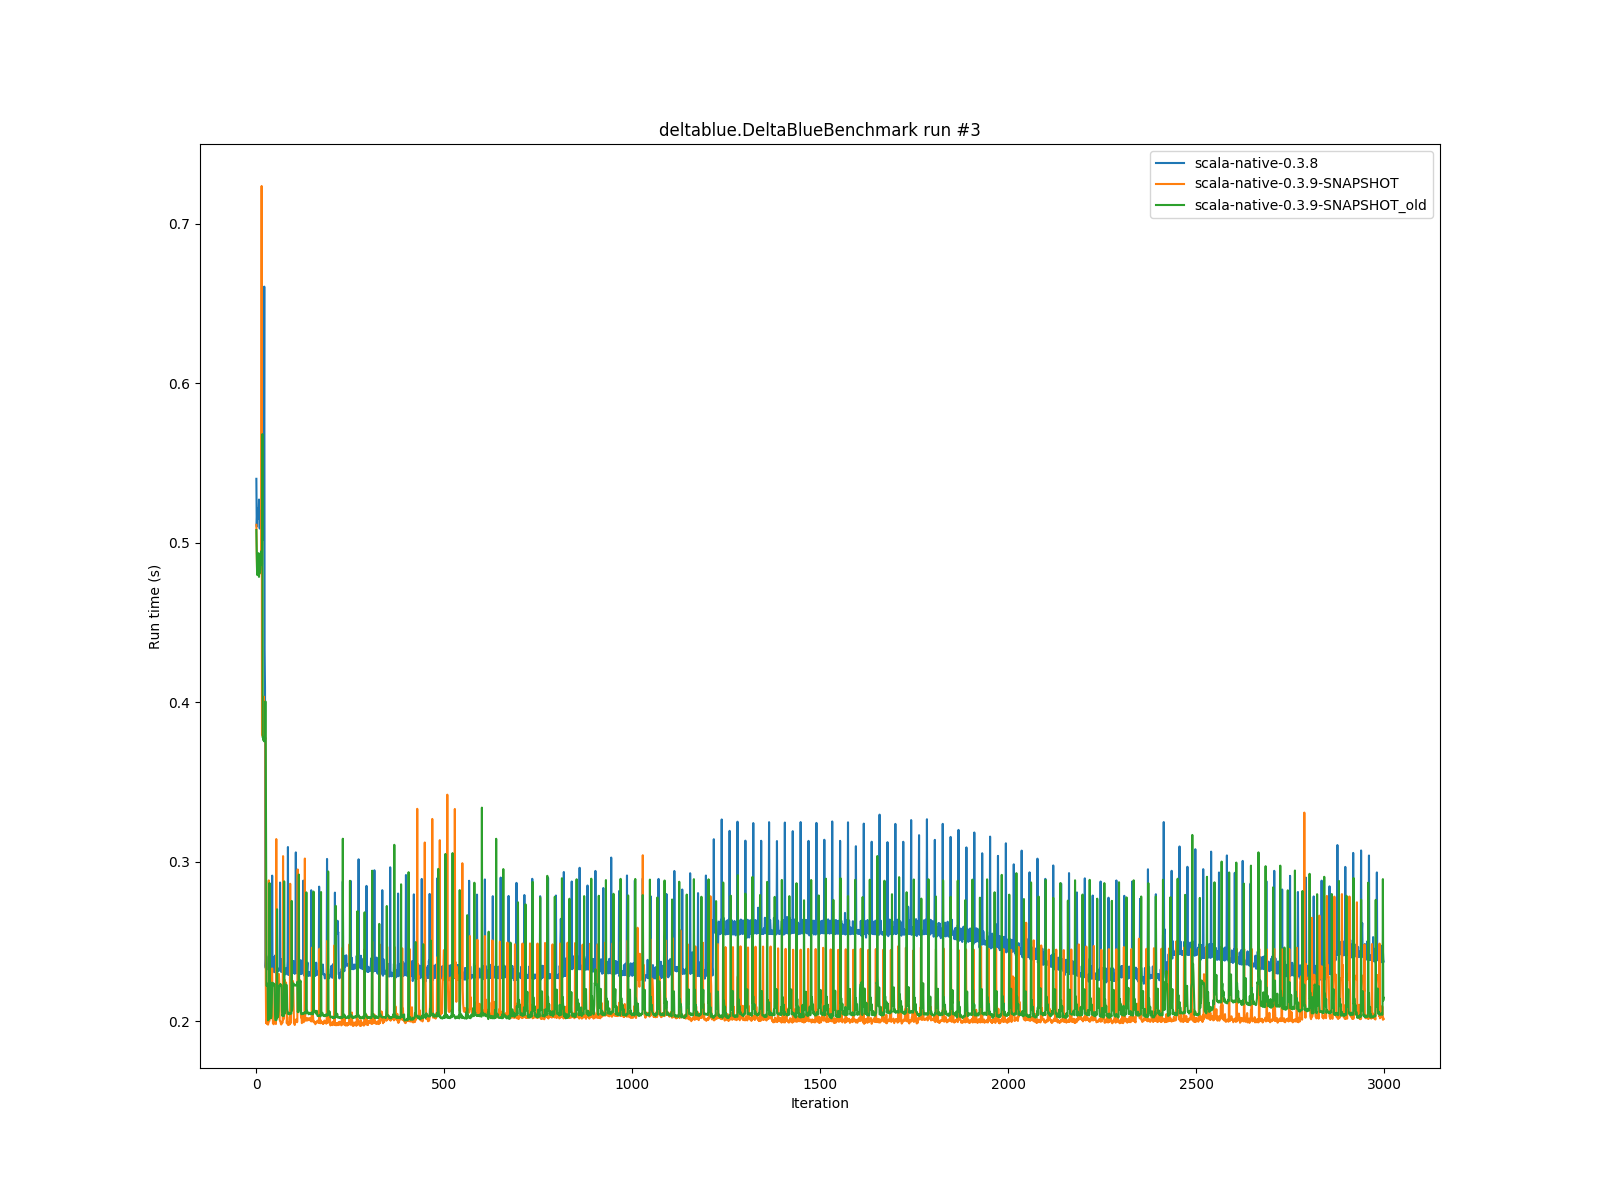 deltablue.DeltaBlueBenchmark run #3
scala-native-0.3.8
scala-native-0.3.9-SNAPSHOT
scala-native-0.3.9-SNAPSHOT_old
Run time (s)
0.7
0.6
0.5
0.4
0.3
0.2
0 500 1000 1500 2000 2500 3000
Iteration